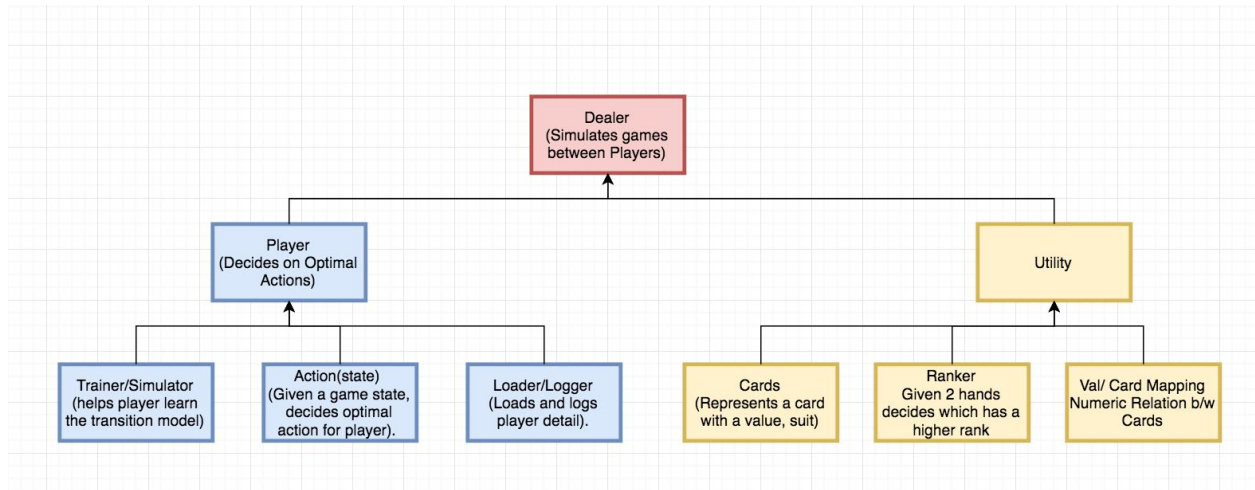 Dealer
(Simulates games
between Players)
Player
(Decides on Optimal
Actions)
Utility
Trainer/Simulator
(helps player learn
the transition model)
Action(state)
(Given a game state,
decides optimal
action for player).
Loader/Logger
(Loads and logs
player detail).
Cards
(Represents a card
with a value, suit)
Ranker
Given 2 hands
decides which has a
higher rank
Val/ Card Mapping
Numeric Relation b/w
Cards